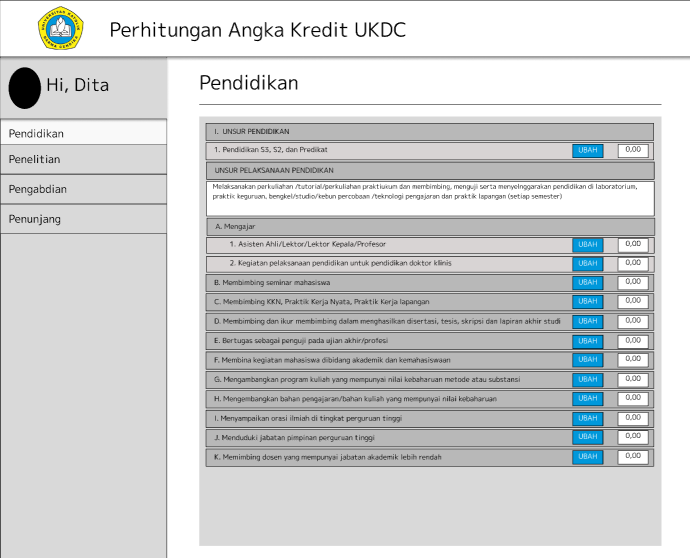 Perhitungan Angka Kredit UKDC
Hi, Dita
Pendidikan
Penelitian
Pengabdian
Penunjang
Pendidikan
I. UNSUR PENDIDIKAN
1. Pendidikan S3, S2, dan Predikat UBAH 0,00
UNSUR PELAKSANAAN PENDIDIKAN
Melaksanakan perkuliahan /tutorial/perkuliahan praktiukum dan membimbing, menguji serta menyelnggarakan pendidikan di laboratorium,
praktik keguruan, bengkel/studio/kebun percobaan /teknologi pengajaran dan praktik lapangan (setiap semester)
A. Mengajar
1. Asisten Ahli/Lektor/Lektor Kepala/Profesor UBAH 0,00
2. Kegiatan pelaksanaan pendidikan untuk pendidikan doktor klinis UBAH 0,00
B. Membimbing seminar mahasiswa UBAH 0,00
C. Membimbing KKN, Praktik Kerja Nyata, Praktik Kerja lapangan UBAH 0,00
D. Membimbing dan ikur membimbing dalam menghasilkan disertasi, tesis, skripsi dan lapiran akhir studi UBAH 0,00
E. Bertugas sebagai penguji pada ujian akhir/profesi UBAH 0,00
F. Membina kegiatan mahasiswa dibidang akademik dan kemahasiswaan UBAH 0,00
G. Mengambangkan program kuliah yang mempunyai nilai kebaharuan metode atau substansi UBAH 0,00
H. Mengembangkan bahan pengajaran/bahan kuliah yang mempunyai nilai kebaharuan UBAH 0,00
I. Menyampaikan orasi ilmiah di tingkat perguruan tinggi UBAH 0,00
J. Menduduki jabatan pimpinan perguruan tinggi UBAH 0,00
K. Memimbing dosen yang mempunyai jabatan akademik lebih rendah UBAH 0,00